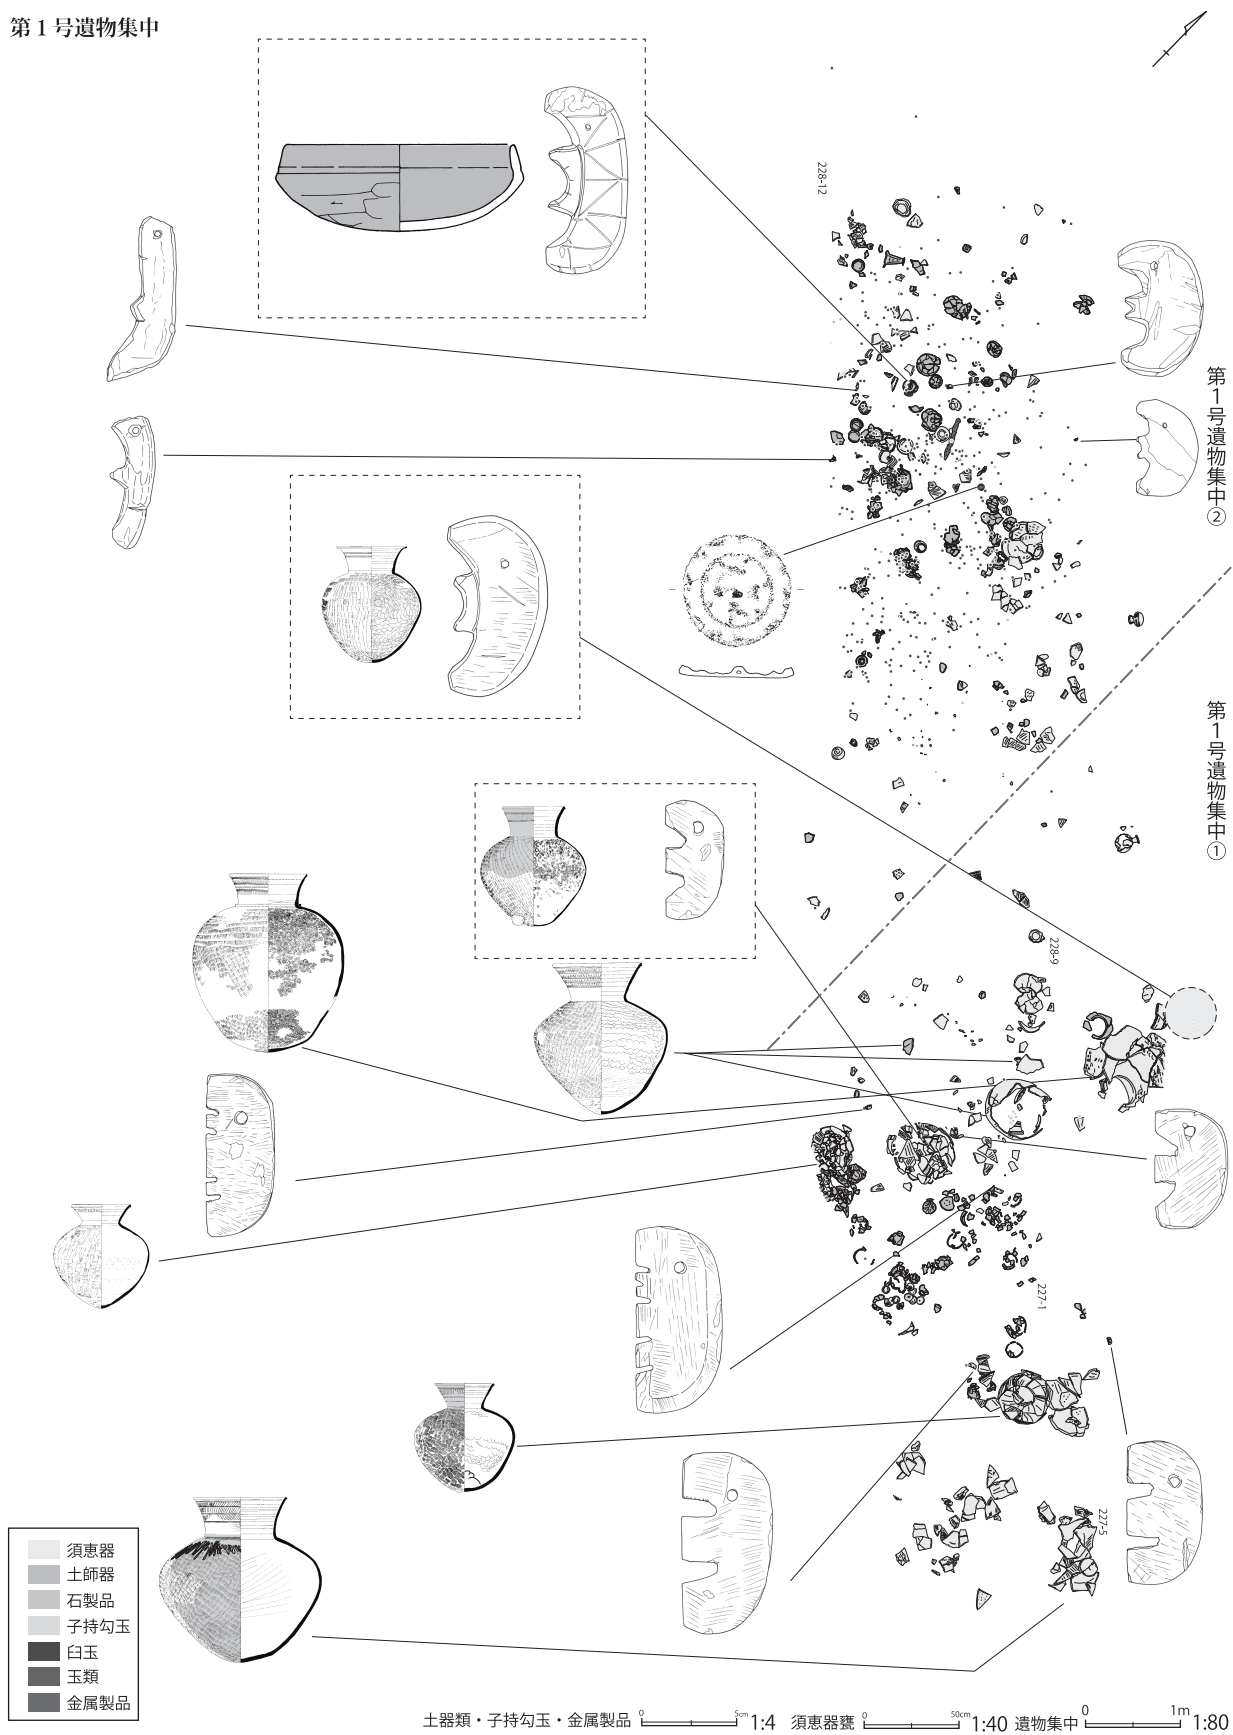 第1号遺物集中
228-12
第1号遺物集中②
第1号遺物集中①
228-9
227-1
227-5
須恵器
土師器
石製品
子持勾玉
臼玉
玉類
金属製品
土器類・子持勾玉・金属製品 0 5cm 1:4 須恵器甕 0 50cm 1:40 遺物集中 0 1m 1:80